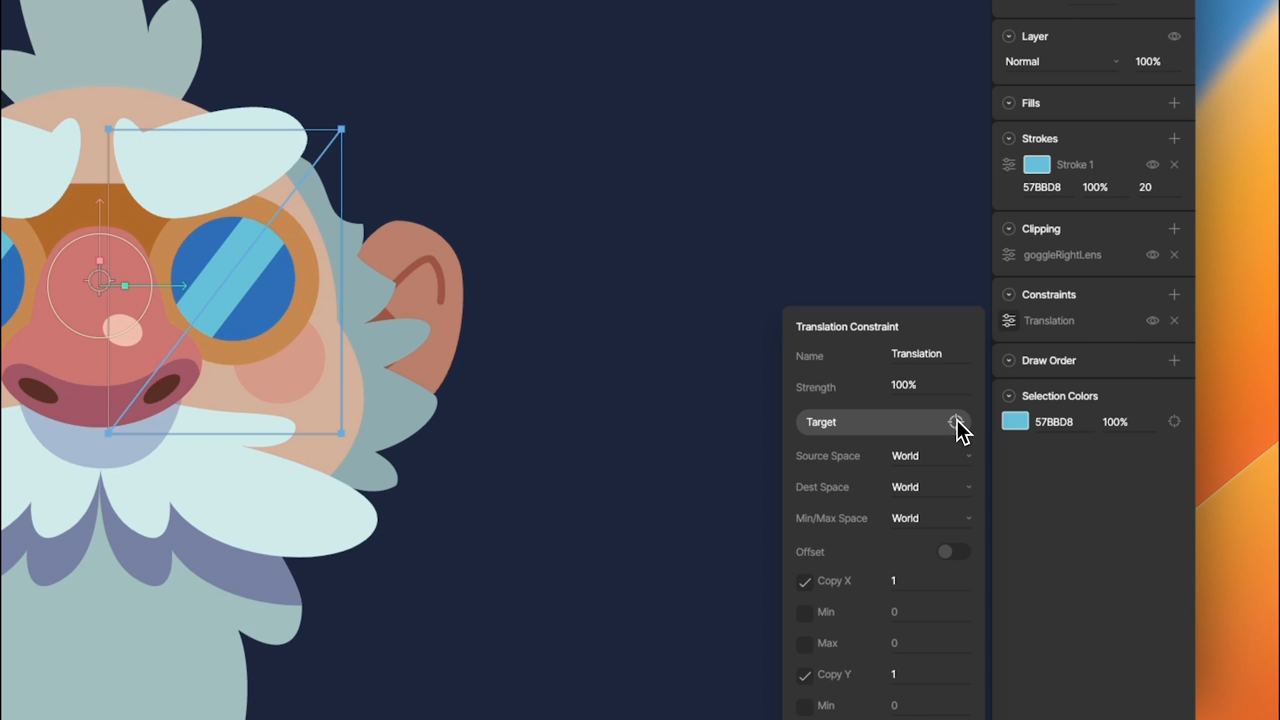 Layer
Normal 100%
Fills
Strokes
Stroke 1
57BBD8 100% 20
Clipping
goggleRightLens
Constraints
Translation
Draw Order
Selection Colors
57BBD8 100%
Translation Constraint
Name Translation
Strength 100%
Target
Source Space World
Dest Space World
Min/Max Space World
Offset
Copy X 1
Min 0
Max 0
Copy Y 1
Min 0